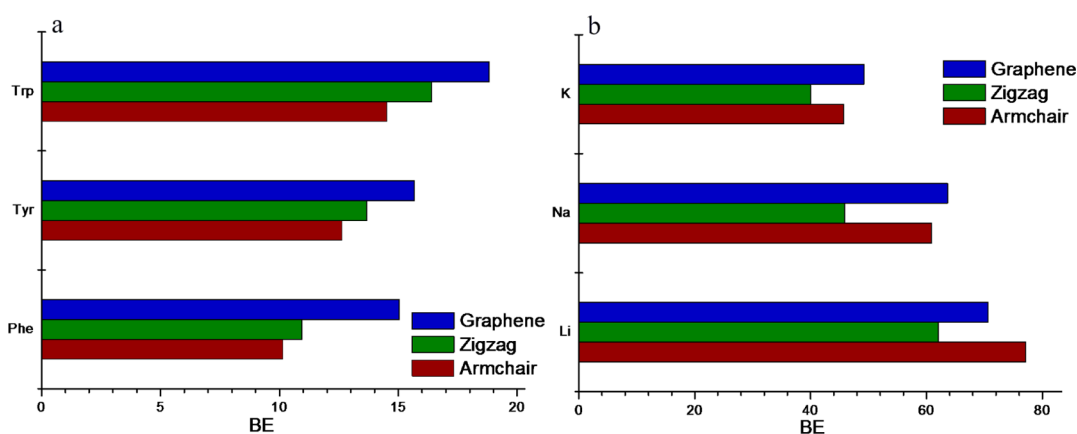 a
Trp
Tyr
Phe
Graphene
Zigzag
Armchair
0 5 10 15 20
BE
b
K
Na
Li
Graphene
Zigzag
Armchair
0 20 40 60 80
BE